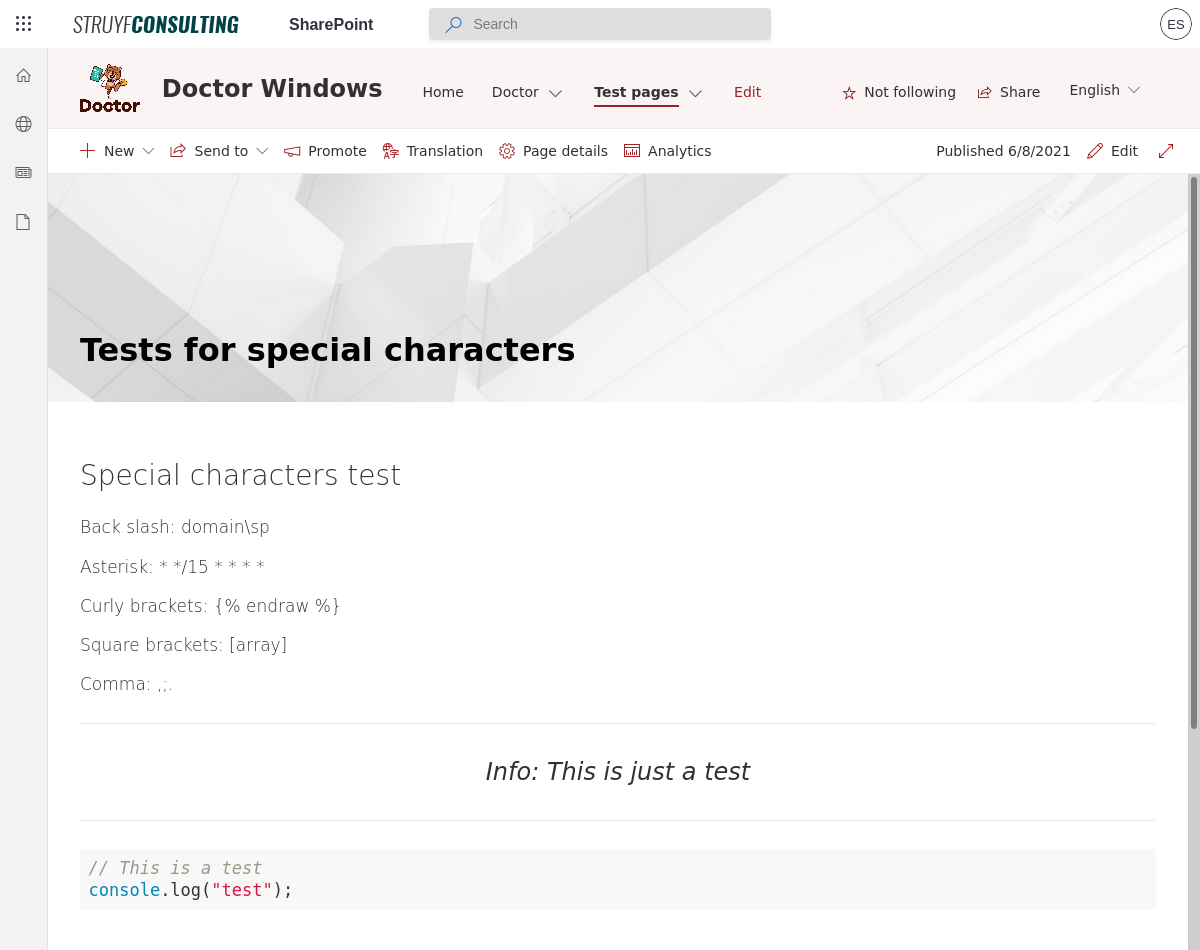 STRUYFCONSULTING SharePoint Search ES
Doctor
Doctor Windows Home Doctor Test pages Edit Not following Share English
New Send to Promote Translation Page details Analytics Published 6/8/2021 Edit
Tests for special characters
Special characters test
Back slash: domain\sp
Asterisk: * */15 * * * *
Curly brackets: {% endraw %}
Square brackets: [array]
Comma: ,;.
Info: This is just a test
// This is a test
console.log("test");